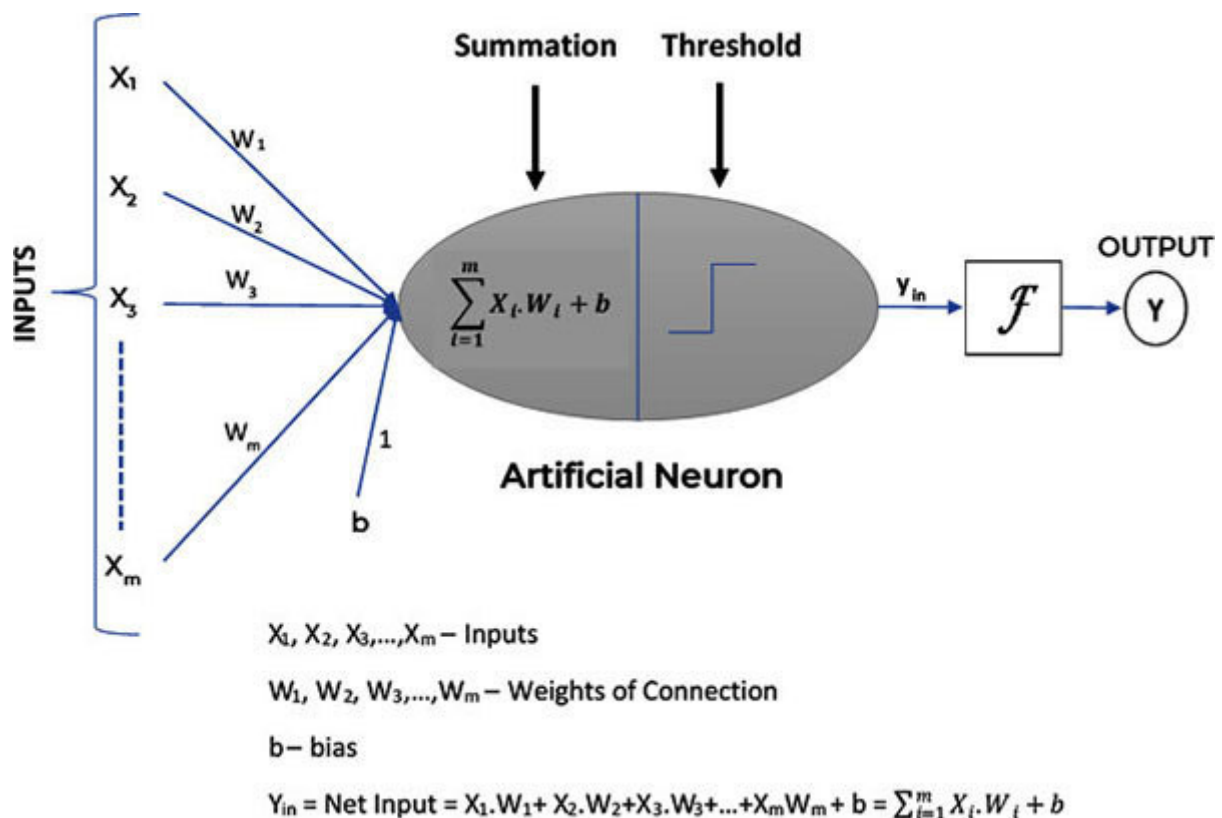 Summation Threshold
X₁
W₁
X₂
W₂
INPUTS
X₃
W₃
∑ᵢ₌₁ᵐ Xᵢ.Wᵢ + b
yᵢₙ
ℱ
OUTPUT
Y
Wₘ
1
Artificial Neuron
b
Xₘ
X₁, X₂, X₃,...,Xₘ – Inputs
W₁, W₂, W₃,...,Wₘ – Weights of Connection
b – bias
Yᵢₙ = Net Input = X₁.W₁+ X₂.W₂+X₃.W₃+...+XₘWₘ + b = ∑ᵢ₌₁ᵐ Xᵢ.Wᵢ + b